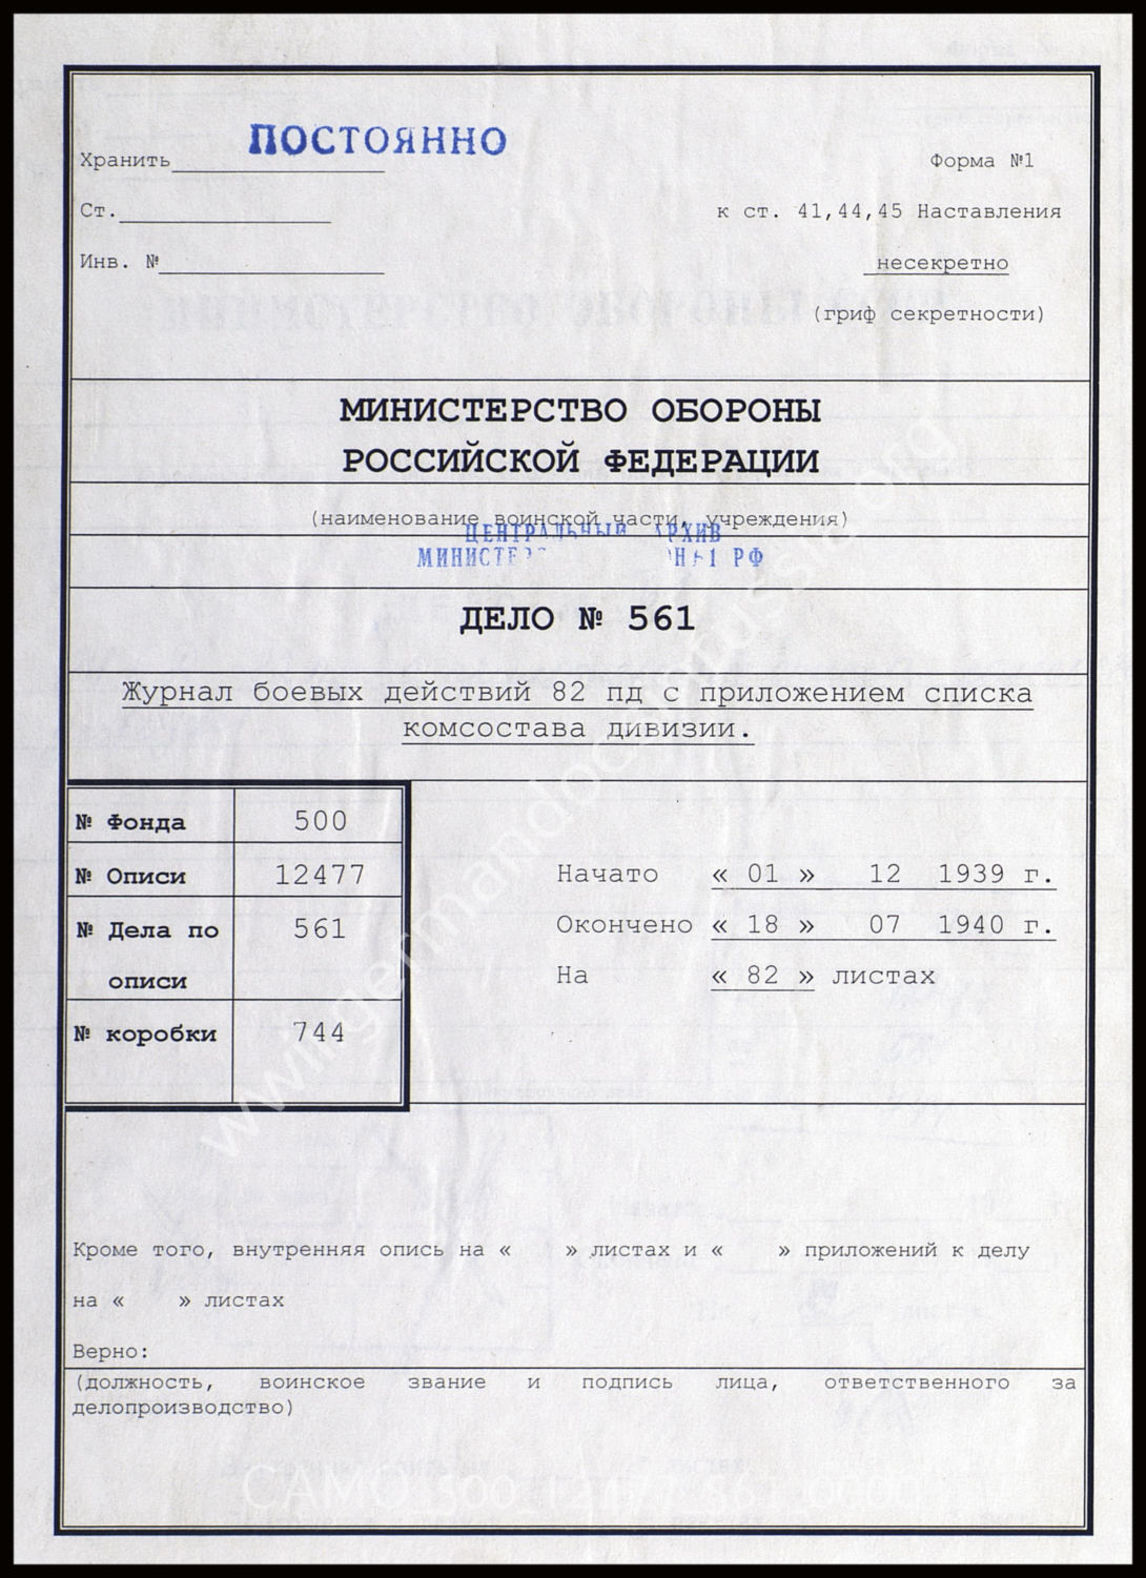 ПОСТОЯННО
Хранить
Форма №1
Ст.
к ст. 41,44,45 Наставления
Инв. №
несекретно
(гриф секретности)
МИНИСТЕРСТВО ОБОРОНЫ
РОССИЙСКОЙ ФЕДЕРАЦИИ
(наименование воинской части, учреждения)
ЦЕНТРАЛЬНЫЙ АРХИВ
РФ
ДЕЛО № 561
Журнал боевых действий 82 пд с приложением списка
комсостава дивизии.
№ Фонда 500
№ Описи 12477
№ Дела по 561
описи
№ коробки 744
Начато « 01 » 12 1939 г.
Окончено « 18 » 07 1940 г.
На « 82 » листах
Кроме того, внутренняя опись на « » листах и « » приложений к делу
на « » листах
Верно:
(должность, воинское звание и подпись лица, ответственного за
делопроизводство)